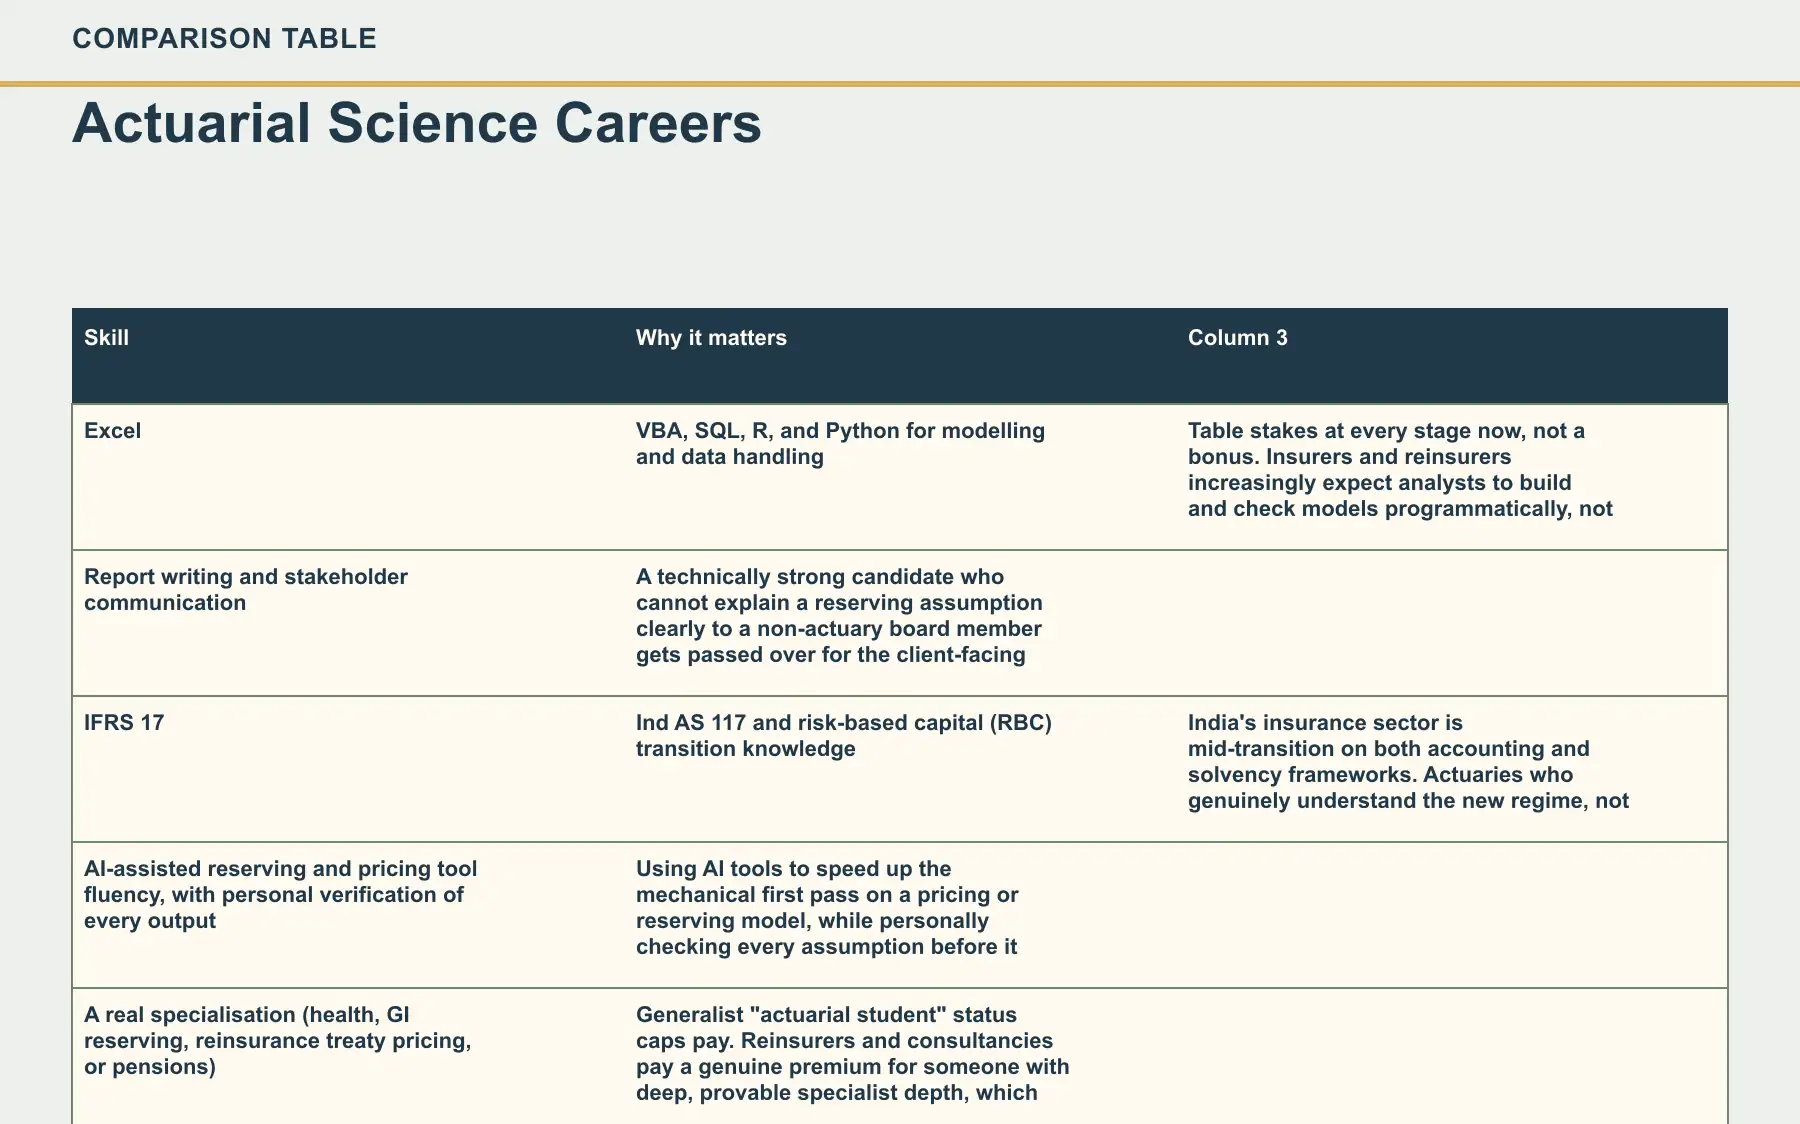 COMPARISON TABLE
Actuarial Science Careers
Skill
Why it matters
Column 3
Excel
VBA, SQL, R, and Python for modelling
and data handling
Table stakes at every stage now, not a
bonus. Insurers and reinsurers
increasingly expect analysts to build
and check models programmatically, not
Report writing and stakeholder
communication
A technically strong candidate who
cannot explain a reserving assumption
clearly to a non-actuary board member
gets passed over for the client-facing
IFRS 17
Ind AS 117 and risk-based capital (RBC)
transition knowledge
India's insurance sector is
mid-transition on both accounting and
solvency frameworks. Actuaries who
genuinely understand the new regime, not
AI-assisted reserving and pricing tool
fluency, with personal verification of
every output
Using AI tools to speed up the
mechanical first pass on a pricing or
reserving model, while personally
checking every assumption before it
A real specialisation (health, GI
reserving, reinsurance treaty pricing,
or pensions)
Generalist "actuarial student" status
caps pay. Reinsurers and consultancies
pay a genuine premium for someone with
deep, provable specialist depth, which